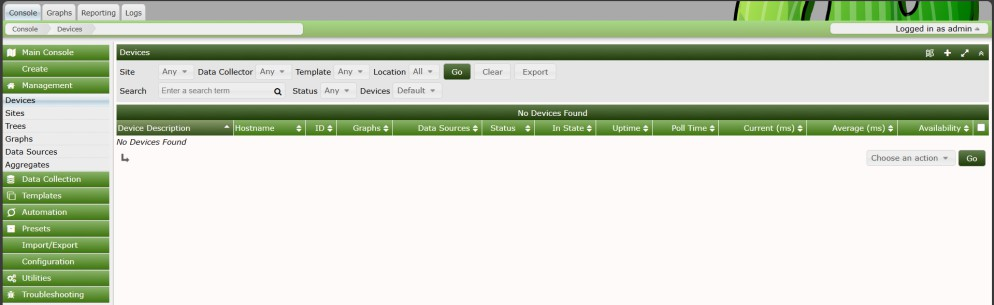 Console Graphs Reporting Logs
Console Devices
Logged in as admin
Main Console
Create
Management
Devices
Sites
Trees
Graphs
Data Sources
Aggregates
Data Collection
Templates
Automation
Presets
Import/Export
Configuration
Utilities
Troubleshooting
Devices
Site Any Data Collector Any Template Any Location All Go Clear Export
Search Enter a search term Status Any Devices Default
No Devices Found
Device Description Hostname ID Graphs Data Sources Status In State Uptime Poll Time Current (ms) Average (ms) Availability
No Devices Found
Choose an action Go